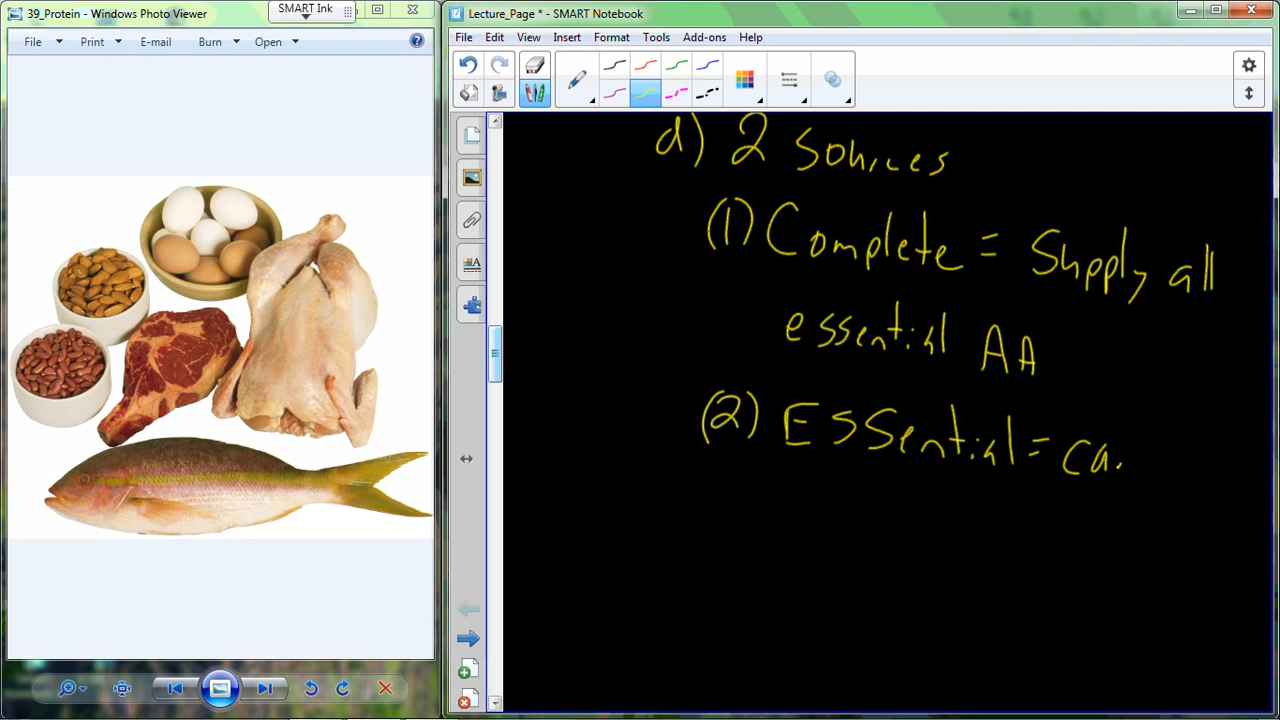 39_Protein - Windows Photo Viewer
SMART Ink
File Print E-mail Burn Open
Lecture_Page * - SMART Notebook
File Edit View Insert Format Tools Add-ons Help
d) 2 Sources
(1) Complete = Supply all
essential AA
(2) Essential = ca